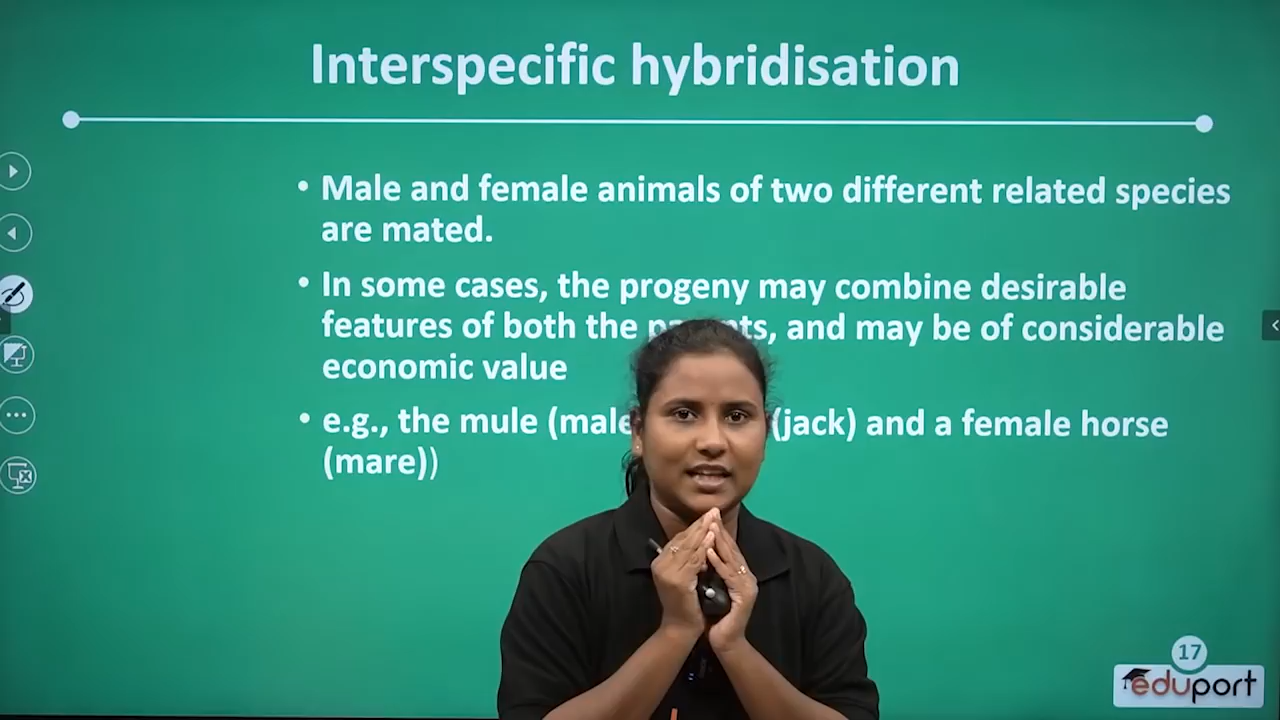 Interspecific hybridisation
• Male and female animals of two different related species
are mated.
• In some cases, the progeny may combine desirable
features of both the parents, and may be of considerable
economic value
• e.g., the mule (male (jack) and a female horse
(mare))
17
eduport